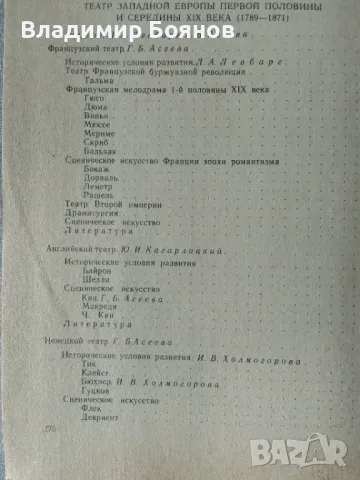 ТЕАТР ЗАПАДНОЙ ЕВРОПЫ ПЕРВОЙ ПОЛОВИНЫ
И СЕРЕДИНЫ XIX ВЕКА (1789—1871)
Владимир Боянов
Французский театр Г. Б. Асеева
Исторические условия развития Л. А. Левбарг
Театр Французской буржуазной революции
Тальма
Французская мелодрама 1-й половины XIX века
Гюго
Дюма
Виньи
Мюссе
Мериме
Скриб
Бальзак
Сценическое искусство Франции эпохи романтизма
Бокаж
Дорваль
Леметр
Рашель
Театр Второй империи
Драматургия
Сценическое искусство
Литература
Английский театр Ю. И. Кагарлицкий
Исторические условия развития
Байрон
Шелли
Сценическое искусство
Кин Г. Б. Асеева
Макреди
Ч. Кин
Литература
Немецкий театр Г. Б. Асеева
Исторические условия развития И. В. Холмогорова
Тик
Клейст
Бюхнер И. В. Холмогорова
Гуцков
Сценическое искусство
Флек
Девриент
bazar